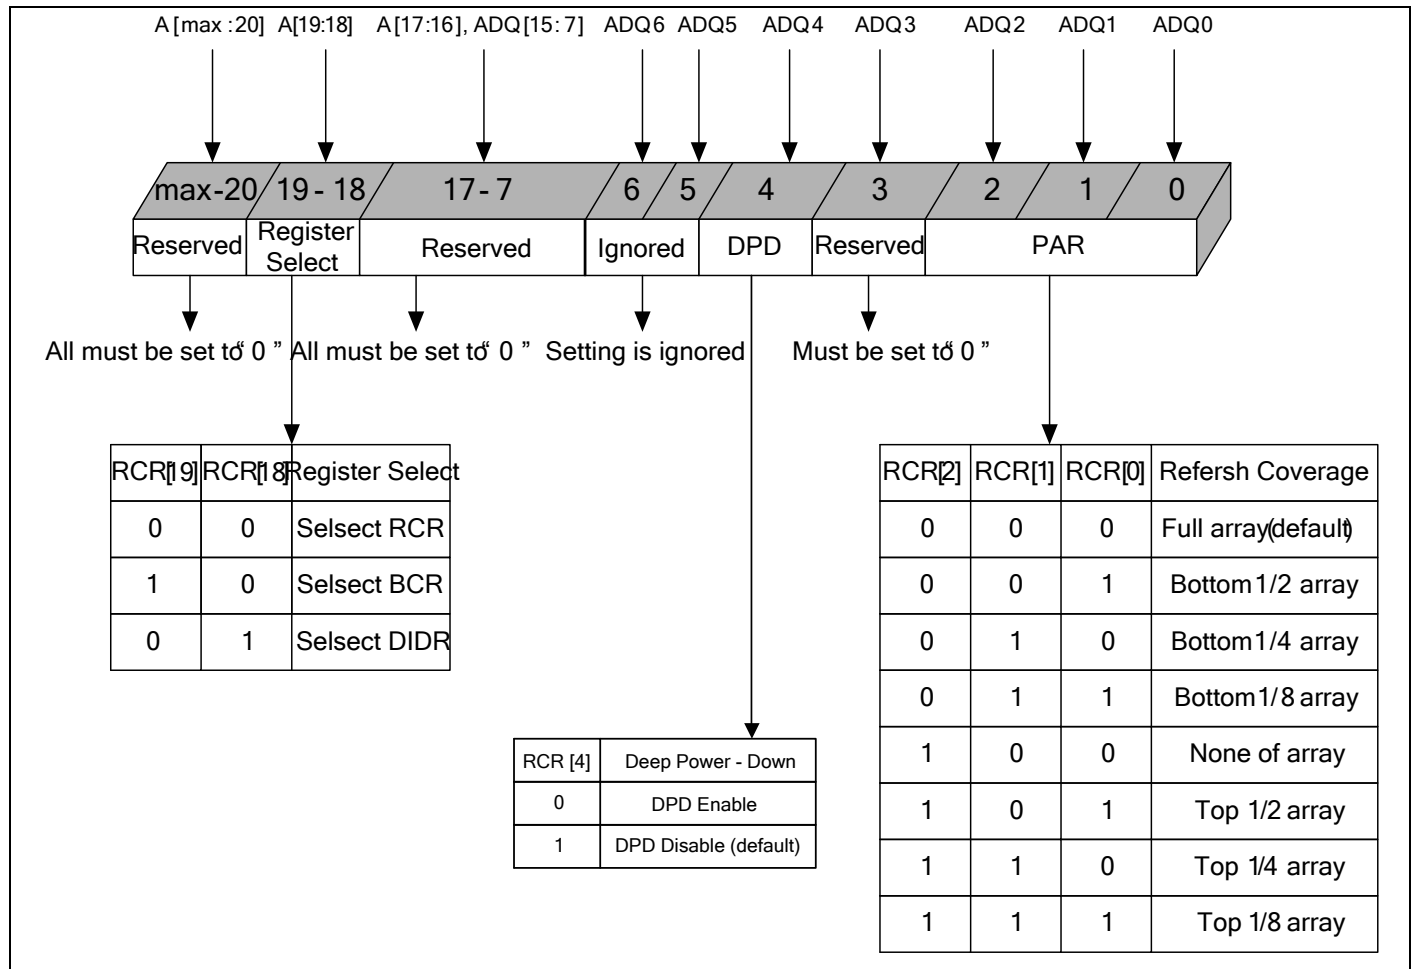 A[max:20] A[19:18] A[17:16], ADQ[15:7] ADQ6 ADQ5 ADQ4 ADQ3 ADQ2 ADQ1 ADQ0
max-20 19-18 17-7 6 5 4 3 2 1 0
Reserved Register Select Reserved Ignored DPD Reserved PAR
All must be set to“ 0 ” All must be set to“ 0 ” Setting is ignored Must be set to“ 0 ”
RCR[19] RCR[18] Register Select
0 0 Selsect RCR
1 0 Selsect BCR
0 1 Selsect DIDR
RCR [4] Deep Power - Down
0 DPD Enable
1 DPD Disable (default)
RCR[2] RCR[1] RCR[0] Refersh Coverage
0 0 0 Full array(default)
0 0 1 Bottom 1/2 array
0 1 0 Bottom 1/4 array
0 1 1 Bottom 1/8 array
1 0 0 None of array
1 0 1 Top 1/2 array
1 1 0 Top 1/4 array
1 1 1 Top 1/8 array